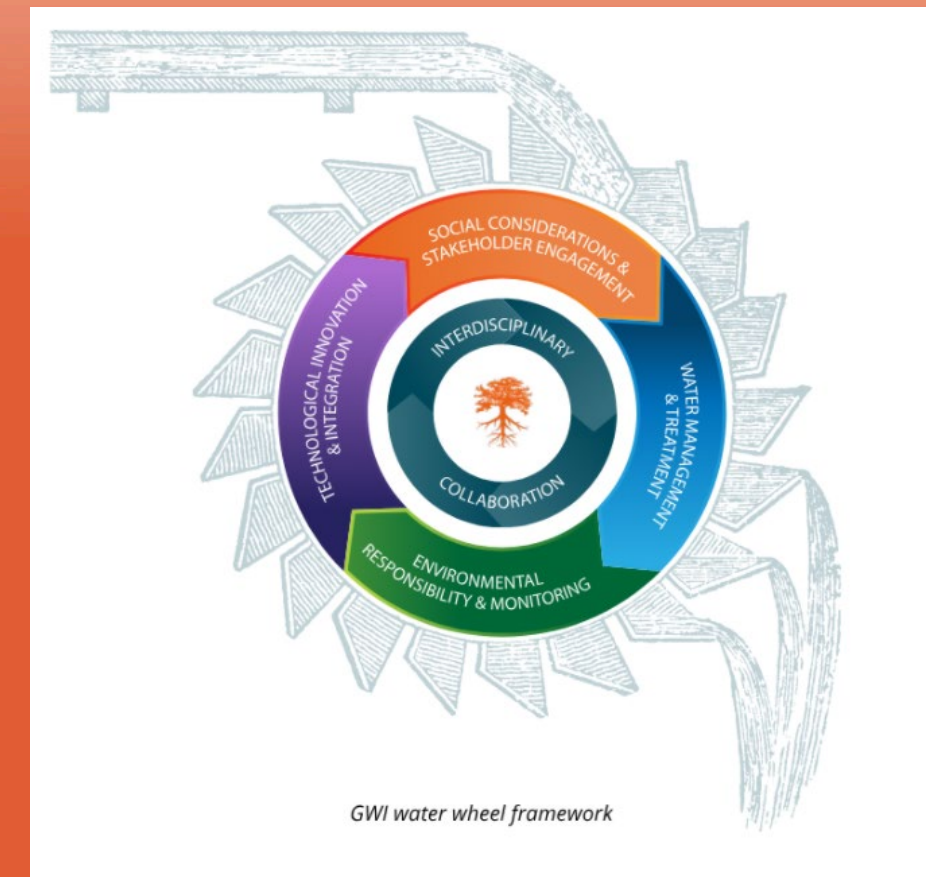 SOCIAL CONSIDERATIONS &
STAKEHOLDER ENGAGEMENT
WATER MANAGEMENT
& TREATMENT
ENVIRONMENTAL
RESPONSIBILITY & MONITORING
TECHNOLOGICAL INNOVATION
& INTEGRATION
INTERDISCIPLINARY
COLLABORATION
GWI water wheel framework